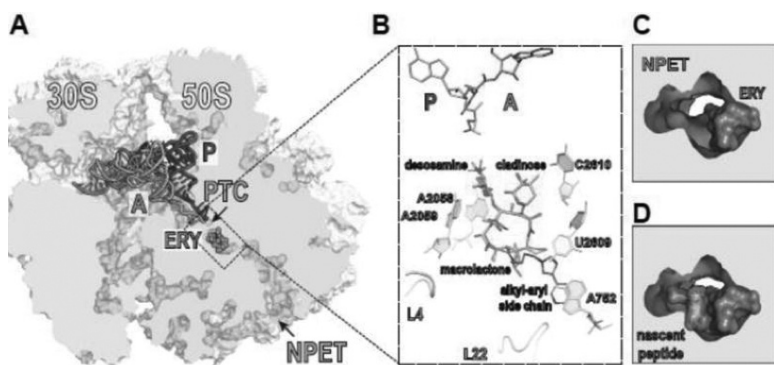 A
30S
50S
P
PTC
A
ERY
NPET
B
P
A
desosamine
cladinose
C2610
A2058
A2059
U2609
macrolactone
alkyl-aryl
side chain
A752
L4
L22
C
NPET
ERY
D
nascent
peptide